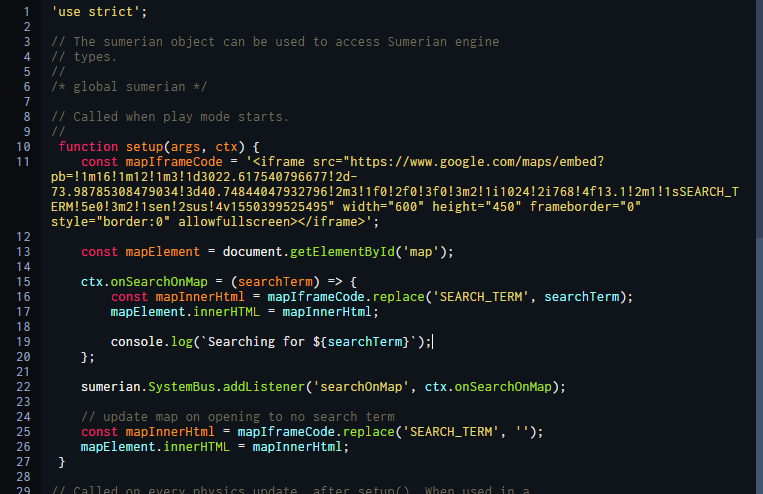 1 'use strict';
2
3 // The sumerian object can be used to access Sumerian engine
4 // types.
5 //
6 /* global sumerian */
7
8 // Called when play mode starts.
9 //
10 function setup(args, ctx) {
11 const mapIframeCode = '<iframe src="https://www.google.com/maps/embed?
pb=!1m16!1m12!1m3!1d3022.617540796677!2d-
73.98785308479034!3d40.74844047932796!2m3!1f0!2f0!3f0!3m2!1i1024!2i768!4f13.1!2m1!1sSEARCH_T
ERM!5e0!3m2!1sen!2sus!4v1550399525495" width="600" height="450" frameborder="0"
style="border:0" allowfullscreen></iframe>';
12
13 const mapElement = document.getElementById('map');
14
15 ctx.onSearchOnMap = (searchTerm) => {
16 const mapInnerHtml = mapIframeCode.replace('SEARCH_TERM', searchTerm);
17 mapElement.innerHTML = mapInnerHtml;
18
19 console.log(`Searching for ${searchTerm}`);
20 };
21
22 sumerian.SystemBus.addListener('searchOnMap', ctx.onSearchOnMap);
23
24 // update map on opening to no search term
25 const mapInnerHtml = mapIframeCode.replace('SEARCH_TERM', '');
26 mapElement.innerHTML = mapInnerHtml;
27 }
28
29 // Called on every physics update, after setup(). When used in a